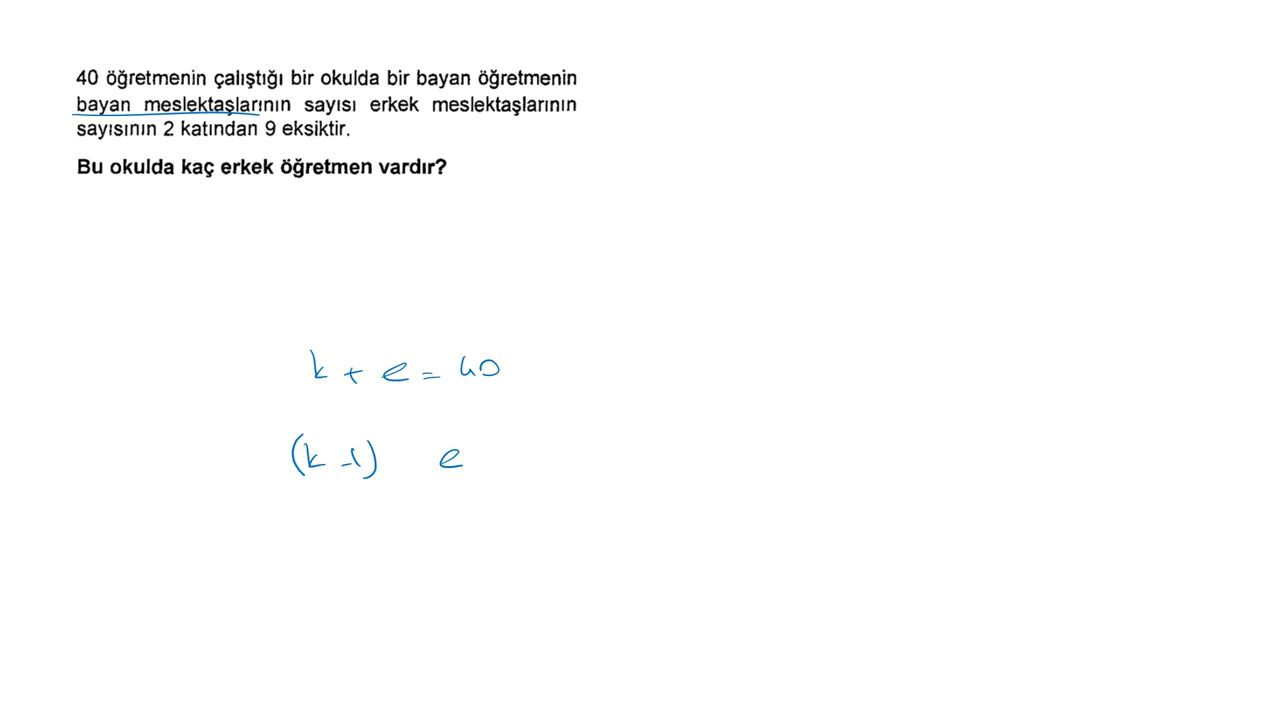 40 öğretmenin çalıştığı bir okulda bir bayan öğretmenin
bayan meslektaşlarının sayısı erkek meslektaşlarının
sayısının 2 katından 9 eksiktir.
Bu okulda kaç erkek öğretmen vardır?
k + e = 40
(k -1) e